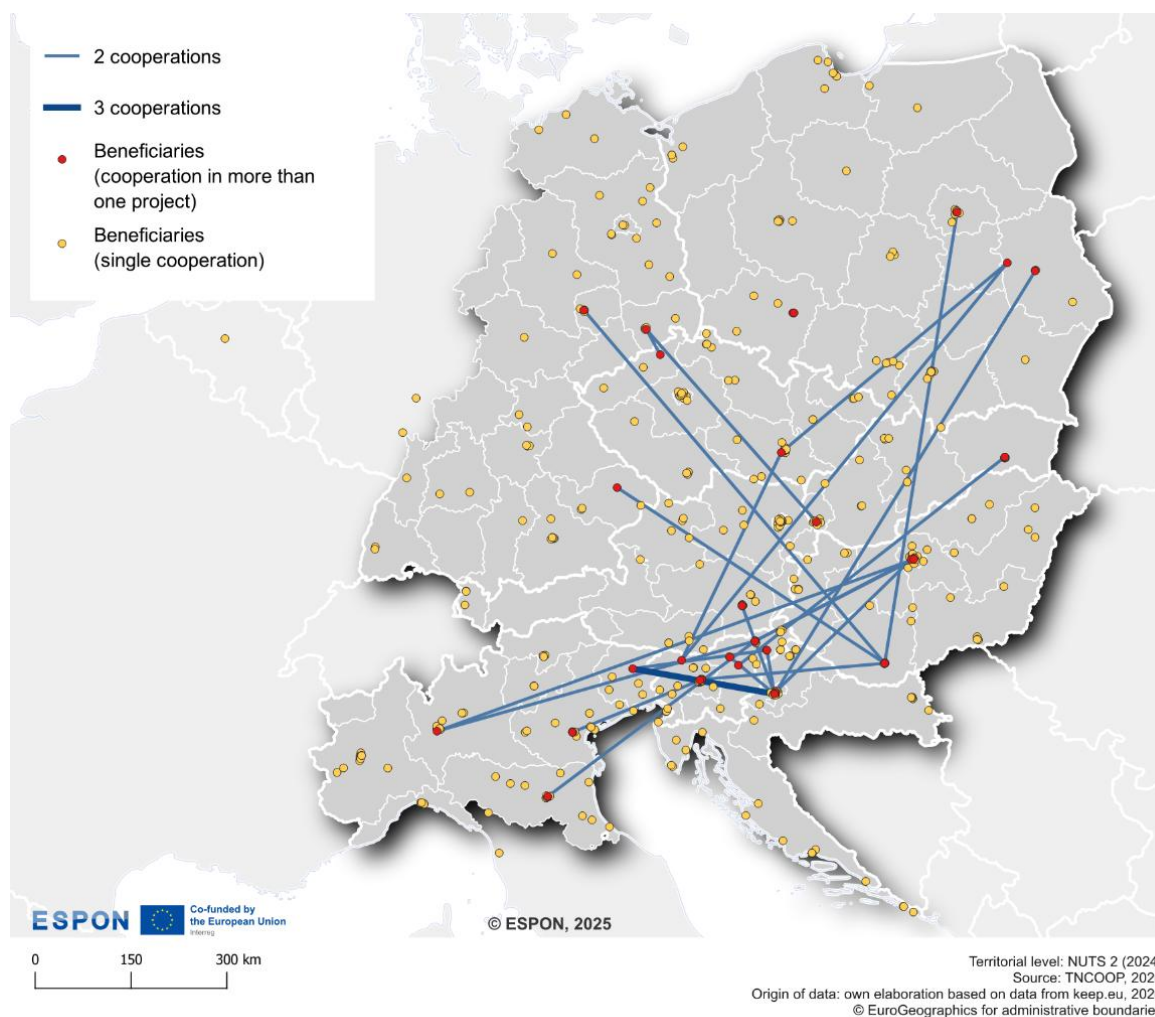 2 cooperations
3 cooperations
Beneficiaries
(cooperation in more than
one project)
Beneficiaries
(single cooperation)
ESPON
Co-funded by
the European Union
Interreg
© ESPON, 2025
0 150 300 km
Territorial level: NUTS 2 (2024
Source: TNCOOP, 202
Origin of data: own elaboration based on data from keep.eu, 202
© EuroGeographics for administrative boundarie